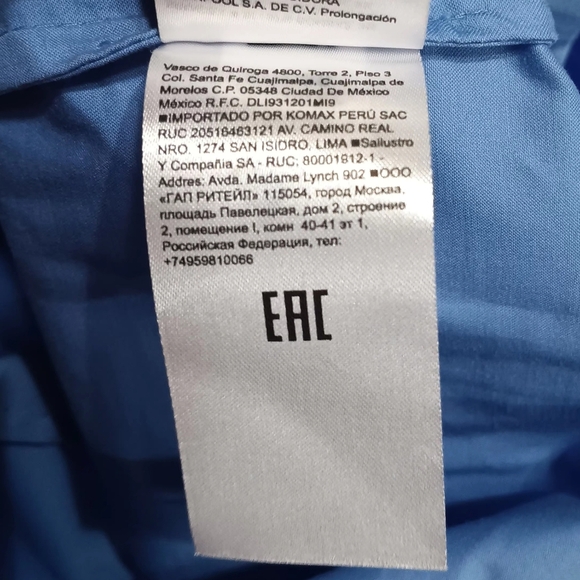 S.A. DE C.V. Prolongación
Vasco de Quiroga 4800, Torre 2, Piso 3
Col. Santa Fe Cuajimalpa, Cuajimalpa de
Morelos C.P. 05348 Ciudad De México
México R.F.C. DLI931201MI9
■IMPORTADO POR KOMAX PERÚ SAC
RUC 20518463121 AV. CAMINO REAL
NRO. 1274 SAN ISIDRO, LIMA ■Sallustro
Y Compañia SA - RUC: 80001912-1 -
Addres: Avda. Madame Lynch 902 ■ООО
«ГАП РИТЕЙЛ» 115054, город Москва,
площадь Павелецкая, дом 2, строение
2, помещение I, комн 40-41 эт 1,
Российская Федерация, тел:
+74959810066
EAC